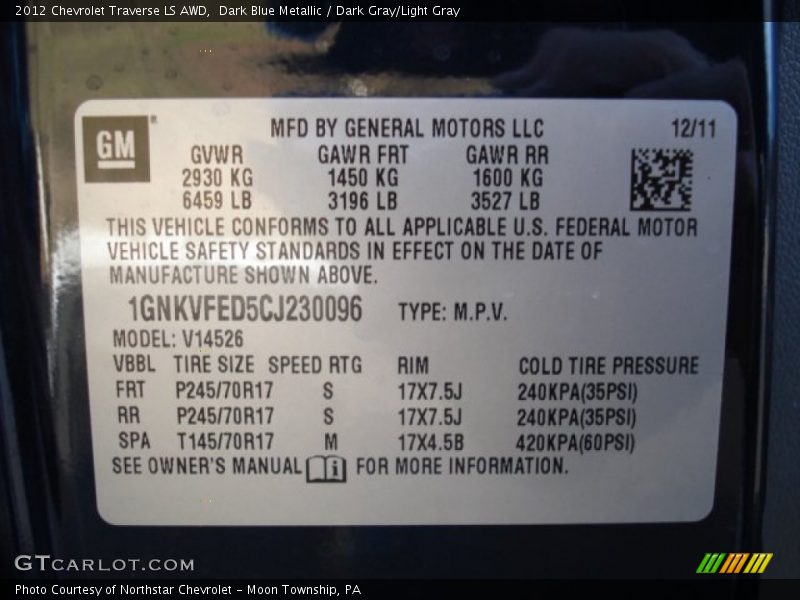 2012 Chevrolet Traverse LS AWD,  Dark Blue Metallic / Dark Gray/Light Gray
GM ® MFD BY GENERAL MOTORS LLC 12/11
GVWR GAWR FRT GAWR RR
2930 KG 1450 KG 1600 KG
6459 LB 3196 LB 3527 LB
THIS VEHICLE CONFORMS TO ALL APPLICABLE U.S. FEDERAL MOTOR
VEHICLE SAFETY STANDARDS IN EFFECT ON THE DATE OF
MANUFACTURE SHOWN ABOVE.
1GNKVFED5CJ230096 TYPE: M.P.V.
MODEL: V14526
VBBL TIRE SIZE SPEED RTG RIM COLD TIRE PRESSURE
FRT P245/70R17 S 17X7.5J 240KPA(35PSI)
RR P245/70R17 S 17X7.5J 240KPA(35PSI)
SPA T145/70R17 M 17X4.5B 420KPA(60PSI)
SEE OWNER'S MANUAL i FOR MORE INFORMATION.
GTCARLOT.COM
Photo Courtesy of Northstar Chevrolet - Moon Township, PA